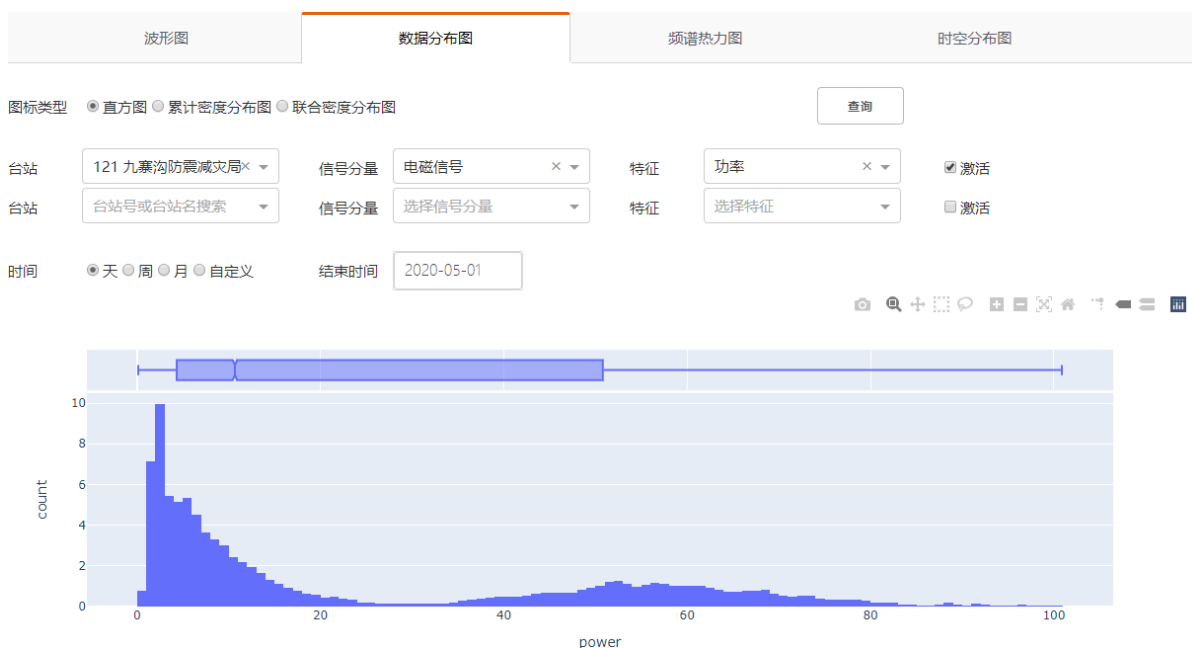 波形图 数据分布图 频谱热力图 时空分布图
图标类型 直方图 累计密度分布图 联合密度分布图 查询
台站 121 九寨沟防震减灾局 信号分量 电磁信号 特征 功率 激活
台站 台站号或台站名搜索 信号分量 选择信号分量 特征 选择特征 激活
时间 天 周 月 自定义 结束时间 2020-05-01
10
8
6
4
2
0
count
0 20 40 60 80 100
power